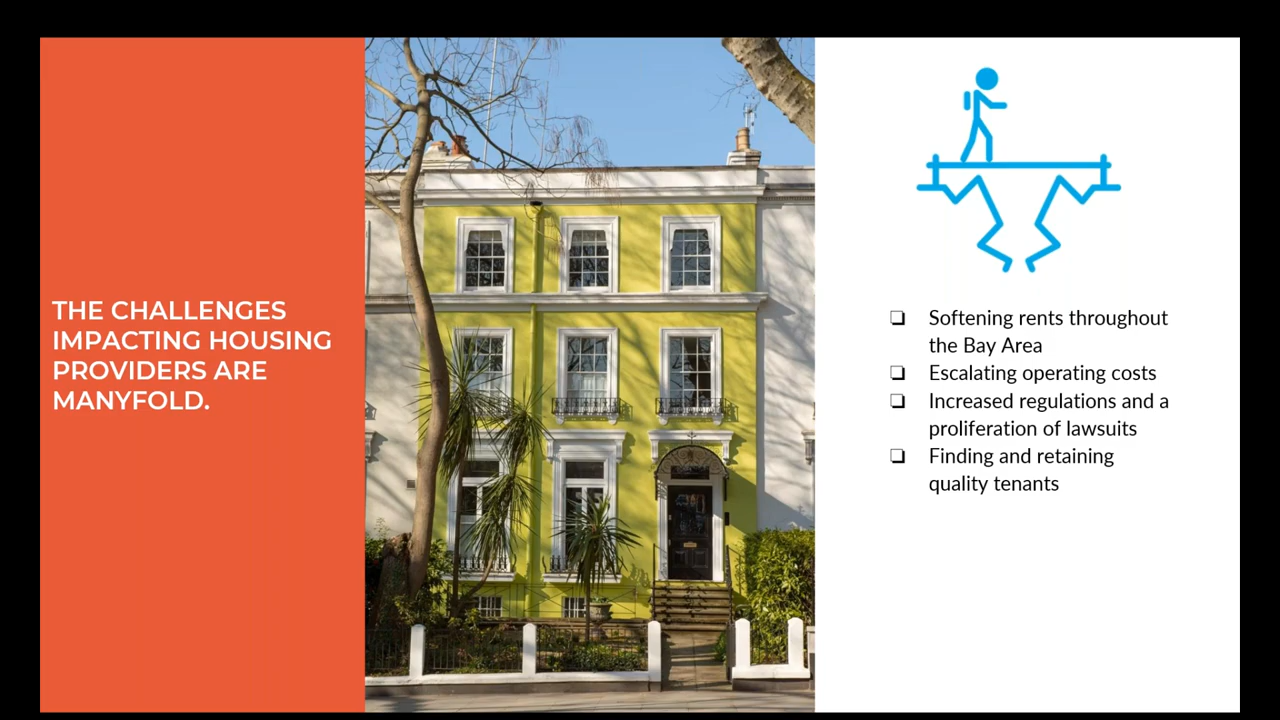 THE CHALLENGES
IMPACTING HOUSING
PROVIDERS ARE
MANYFOLD.
❏ Softening rents throughout
the Bay Area
❏ Escalating operating costs
❏ Increased regulations and a
proliferation of lawsuits
❏ Finding and retaining
quality tenants